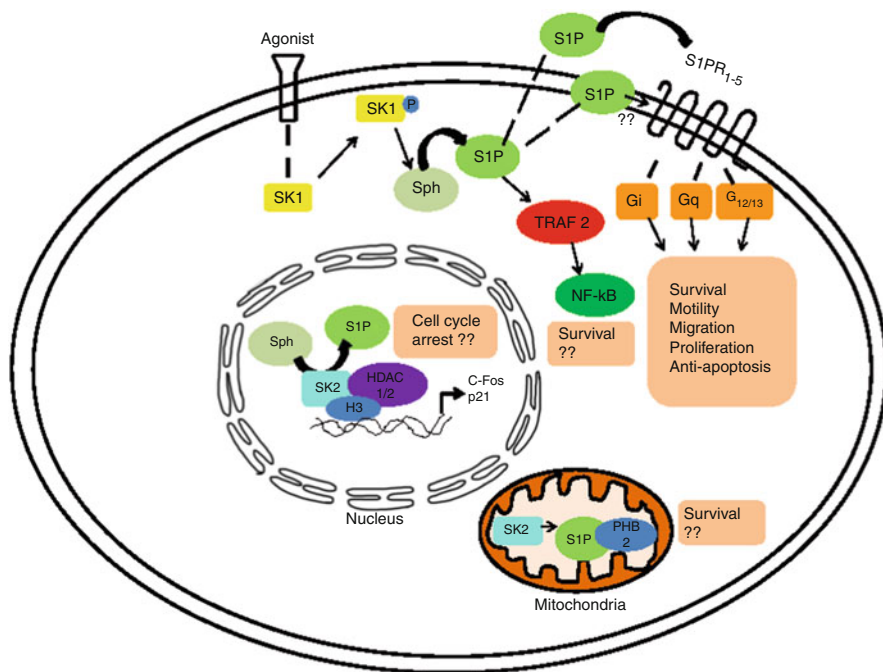 Agonist
S1P
S1PR1-5
S1P
??
SK1
P
SK1
Sph
S1P
TRAF 2
NF-kB
Survival
??
Gi
Gq
G12/13
Survival
Motility
Migration
Proliferation
Anti-apoptosis
Sph
S1P
Cell cycle
arrest ??
SK2
HDAC
1/2
H3
C-Fos
p21
Nucleus
SK2
S1P
PHB
2
Survival
??
Mitochondria